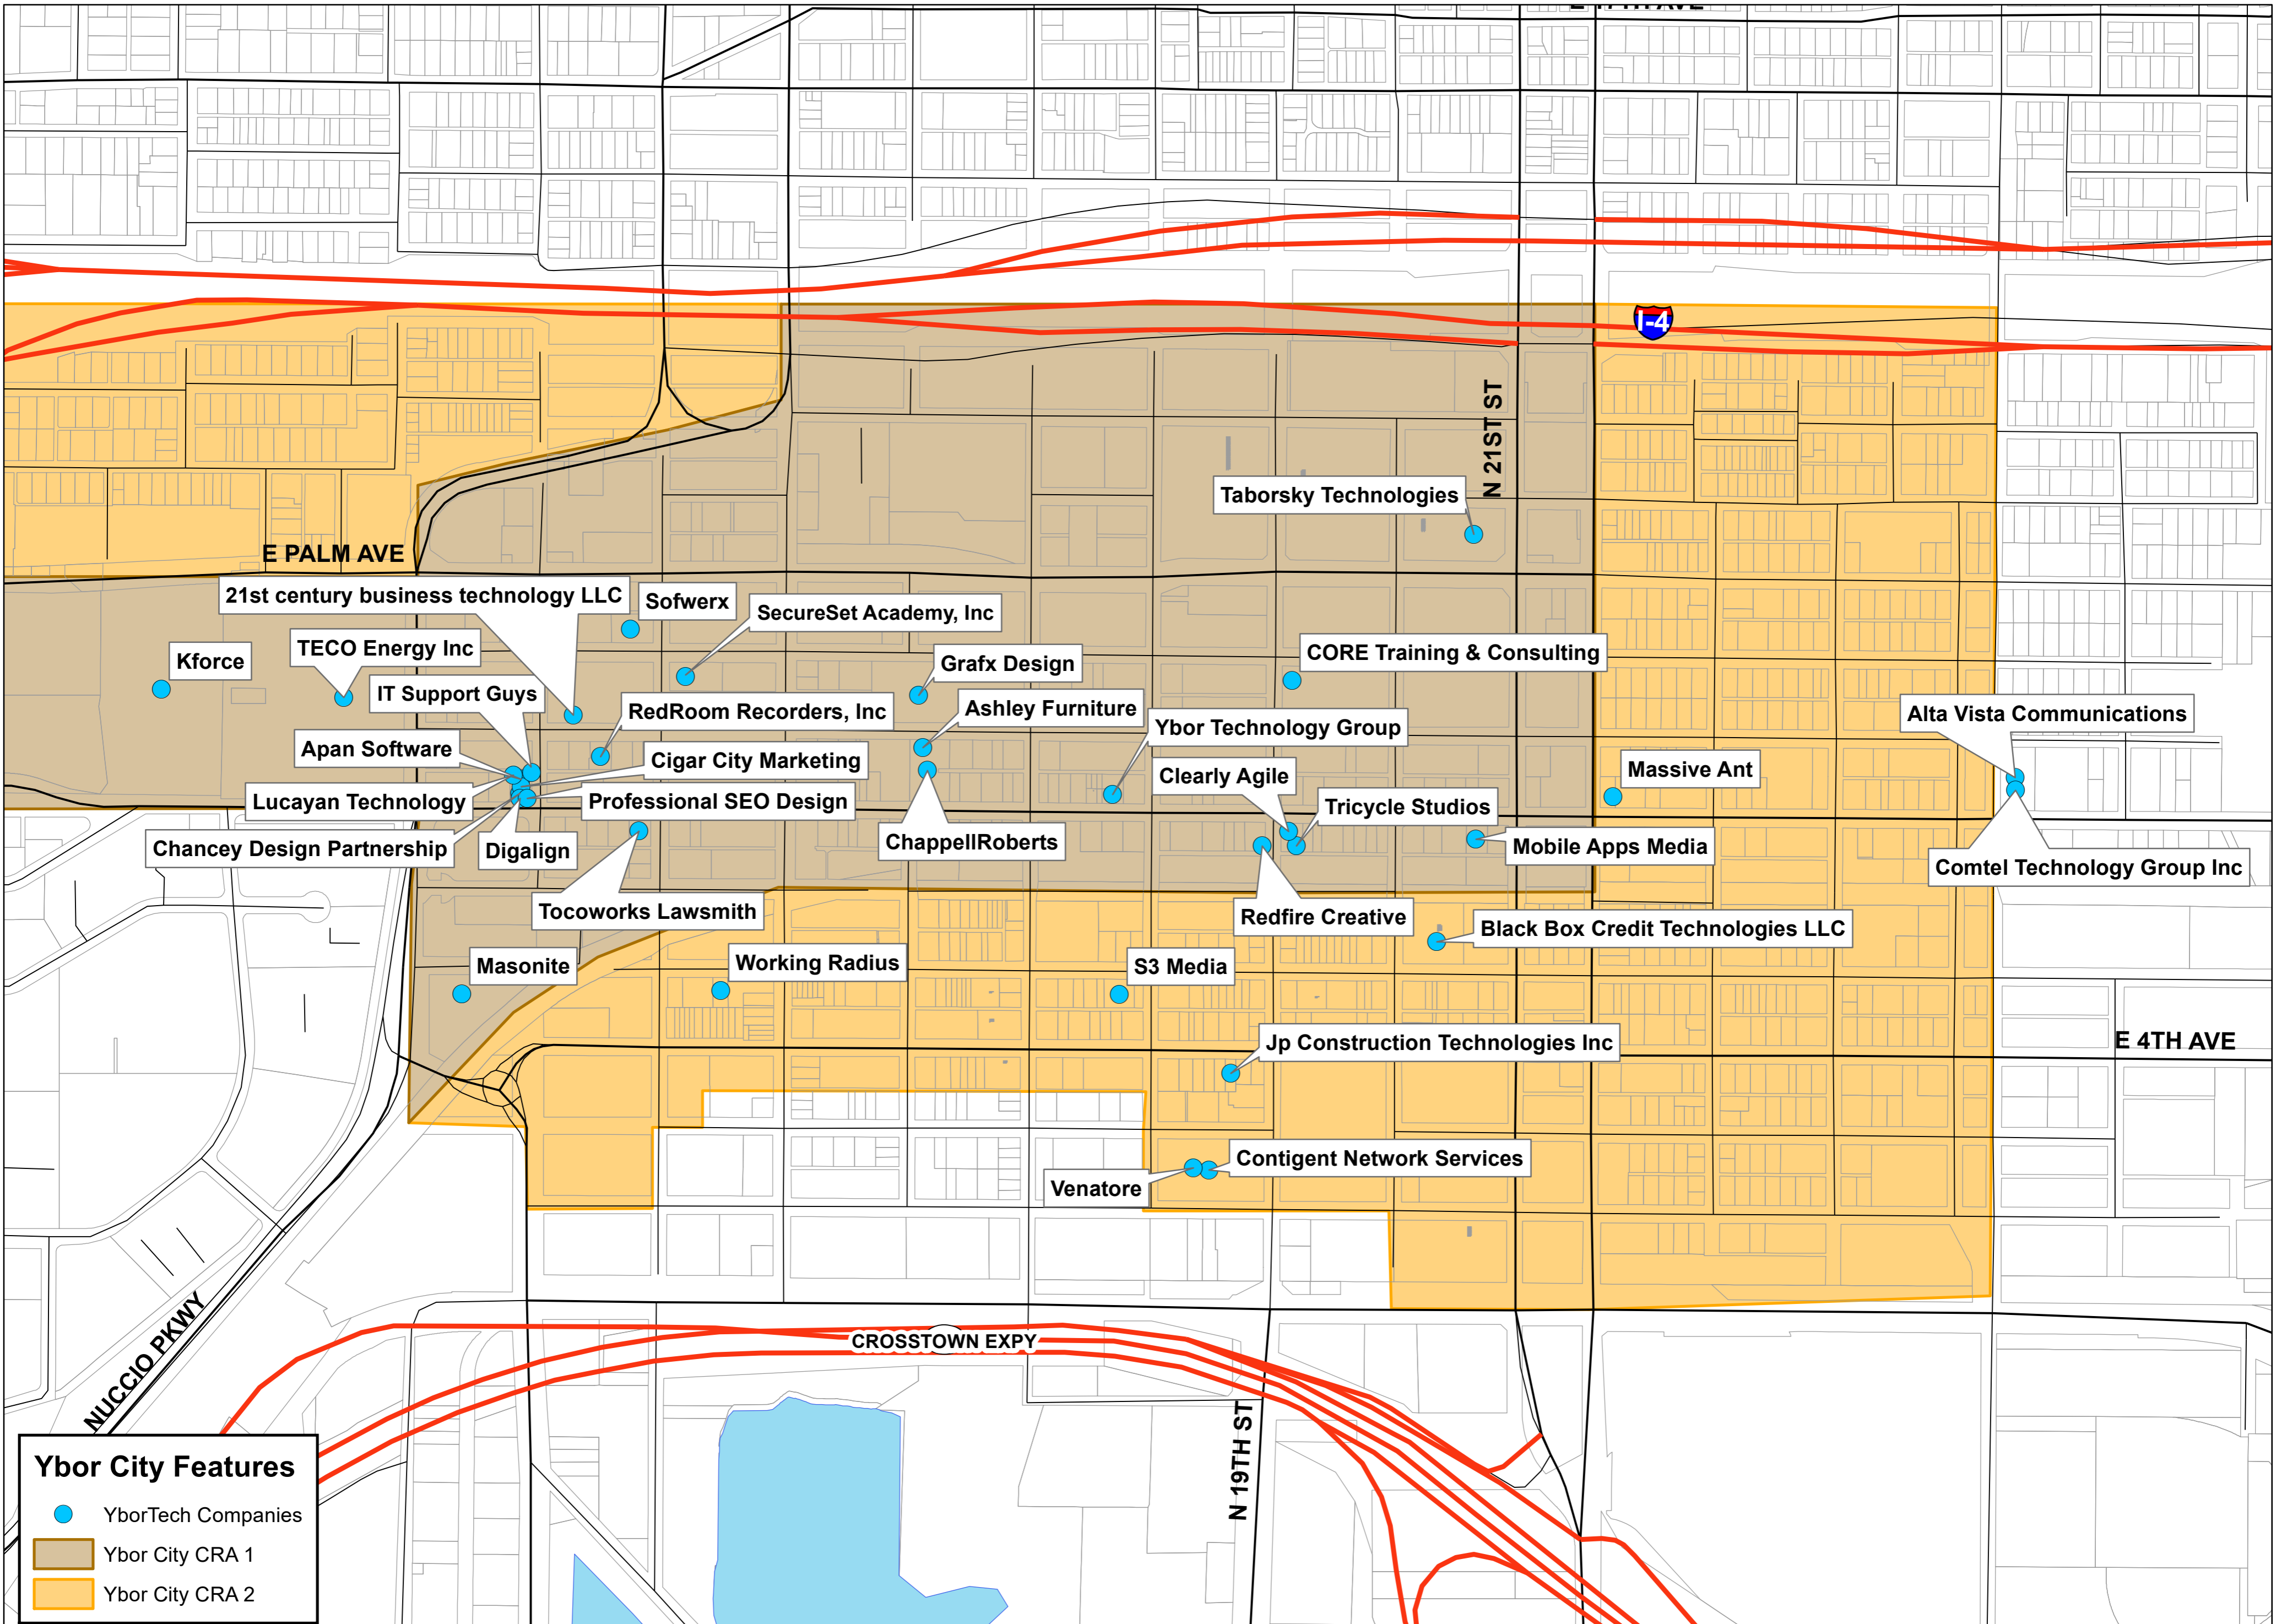 E 17TH AVE
I-4
N 21ST ST
Taborsky Technologies
E PALM AVE
21st century business technology LLC
Sofwerx
SecureSet Academy, Inc
Kforce
TECO Energy Inc
Grafx Design
CORE Training & Consulting
IT Support Guys
RedRoom Recorders, Inc
Ashley Furniture
Alta Vista Communications
Ybor Technology Group
Apan Software
Cigar City Marketing
Clearly Agile
Massive Ant
Lucayan Technology
Professional SEO Design
Tricycle Studios
Chancey Design Partnership
Digalign
ChappellRoberts
Mobile Apps Media
Comtel Technology Group Inc
Tocoworks Lawsmith
Redfire Creative
Black Box Credit Technologies LLC
Masonite
Working Radius
S3 Media
Jp Construction Technologies Inc
E 4TH AVE
Contigent Network Services
Venatore
NUCCIO PKWY
CROSSTOWN EXPY
N 19TH ST
Ybor City Features
YborTech Companies
Ybor City CRA 1
Ybor City CRA 2